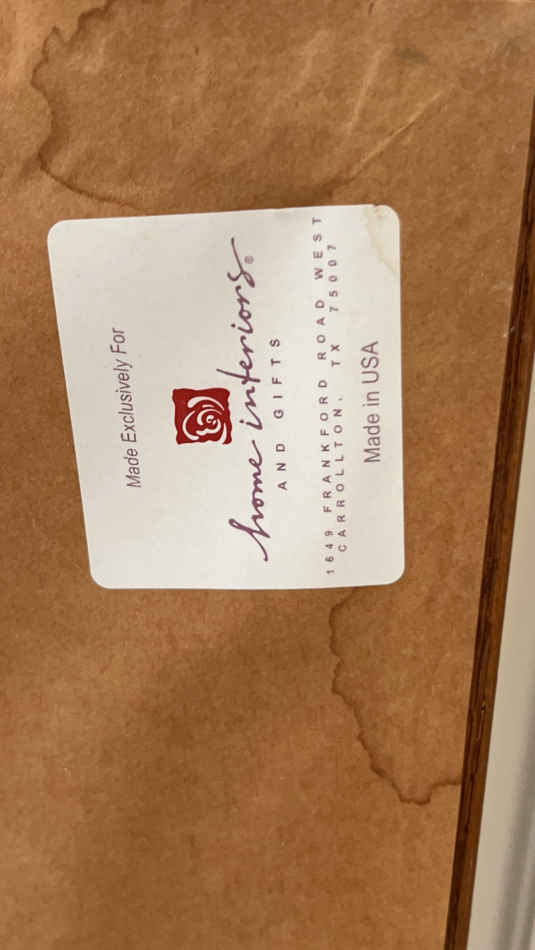 Made Exclusively For
home interiors®
AND GIFTS
1649 FRANKFORD ROAD WEST
CARROLLTON, TX 75007
Made in USA